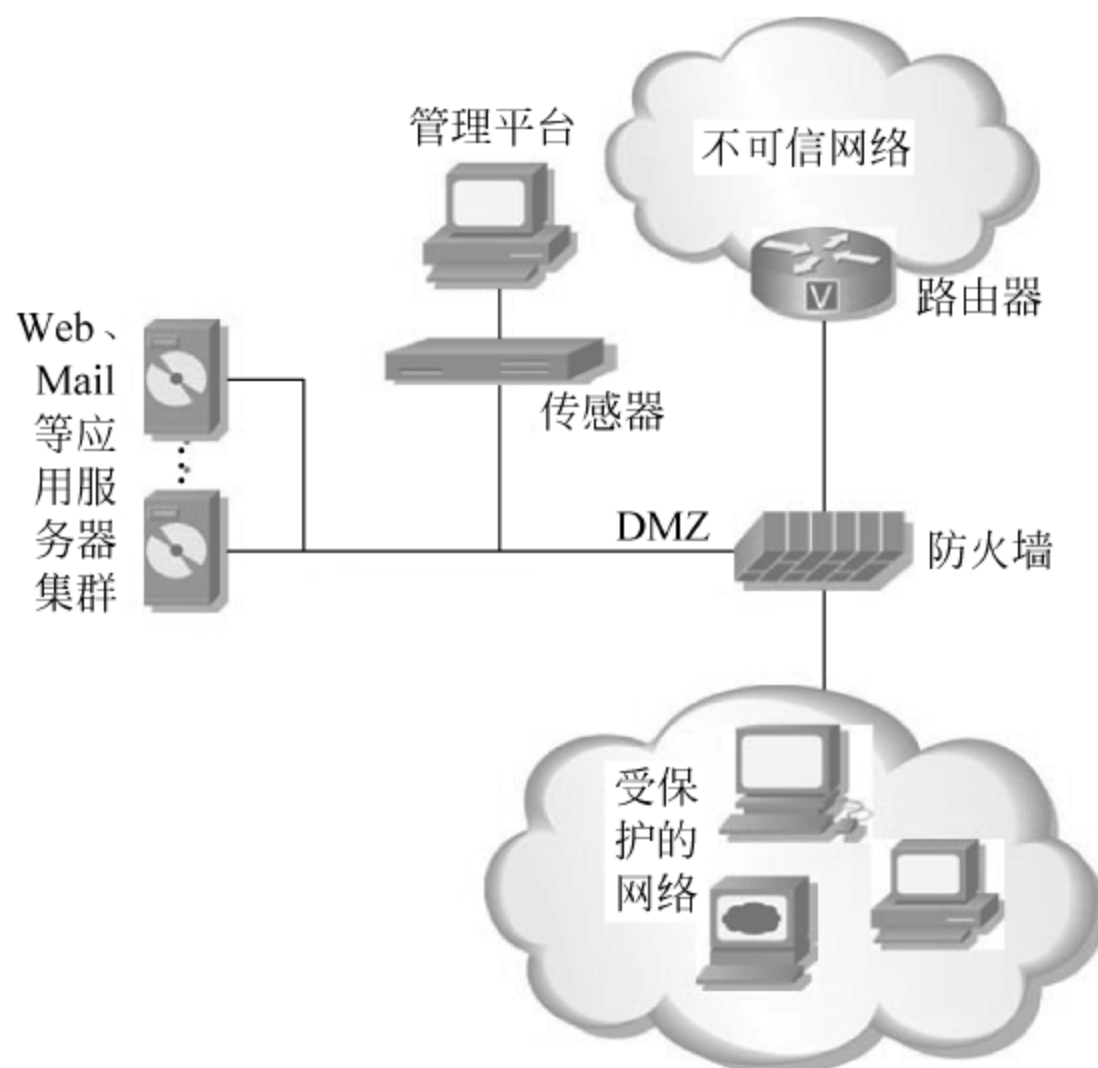 管理平台
不可信网络
路由器
Web、
Mail
等应
用服
务器
集群
传感器
DMZ
防火墙
受保
护的
网络
V